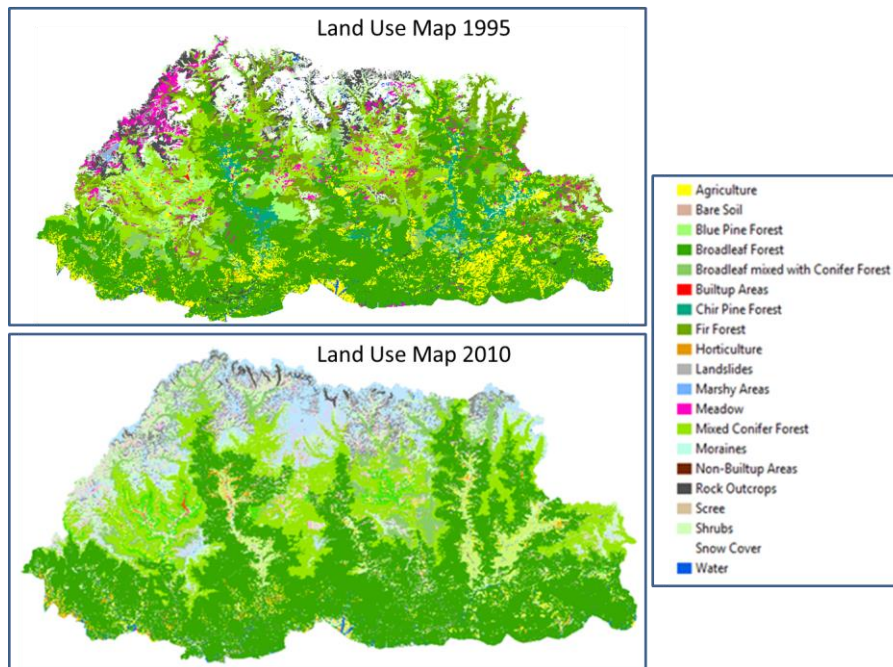 Land Use Map 1995
Land Use Map 2010
Agriculture
Bare Soil
Blue Pine Forest
Broadleaf Forest
Broadleaf mixed with Conifer Forest
Builtup Areas
Chir Pine Forest
Fir Forest
Horticulture
Landslides
Marshy Areas
Meadow
Mixed Conifer Forest
Moraines
Non-Builtup Areas
Rock Outcrops
Scree
Shrubs
Snow Cover
Water